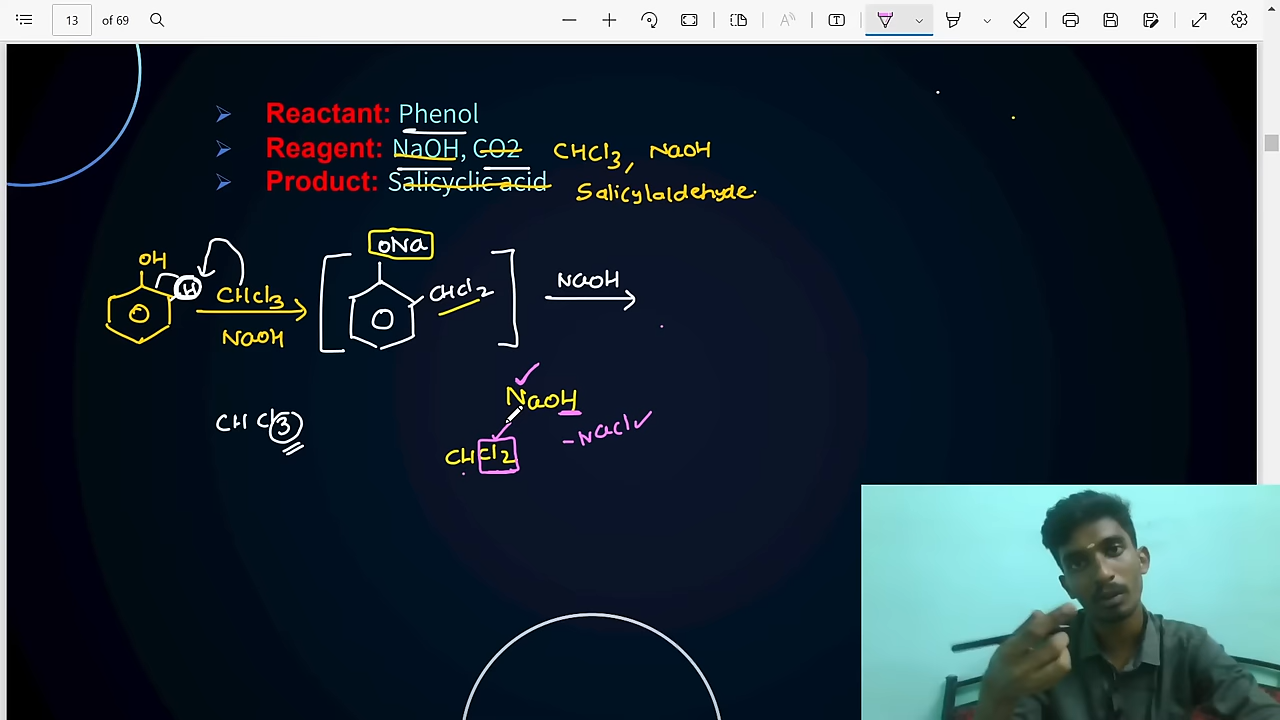 13 of 69
Reactant: Phenol
Reagent: NaOH, CO2 CHCl3, NaOH
Product: Salicyclic acid Salicylaldehyde.
OH
H
CHCl3
NaOH
ONa
CHCl2
NaOH
CHCl3
NaOH
-NaCl
CHCl2